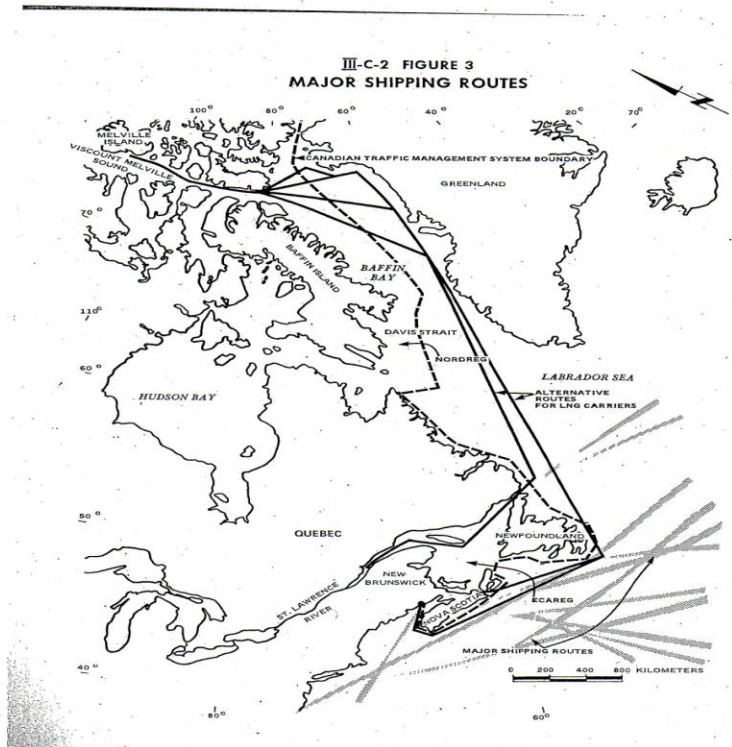 III-C-2 FIGURE 3
MAJOR SHIPPING ROUTES
N
100°
80°
60°
40°
20°
70°
MELVILLE
ISLAND
VISCOUNT MELVILLE
SOUND
CANADIAN TRAFFIC MANAGEMENT SYSTEM BOUNDARY
GREENLAND
70°
BAFFIN ISLAND
BAFFIN
BAY
110°
DAVIS STRAIT
NORDREG
60°
LABRADOR SEA
HUDSON BAY
ALTERNATIVE
ROUTES
FOR LNG CARRIERS
50°
QUEBEC
NEWFOUNDLAND
NEW
BRUNSWICK
ST. LAWRENCE
RIVER
NOVA SCOTIA
ECAREG
MAJOR SHIPPING ROUTES
40°
0 200 400 600 800 KILOMETERS
80°
60°